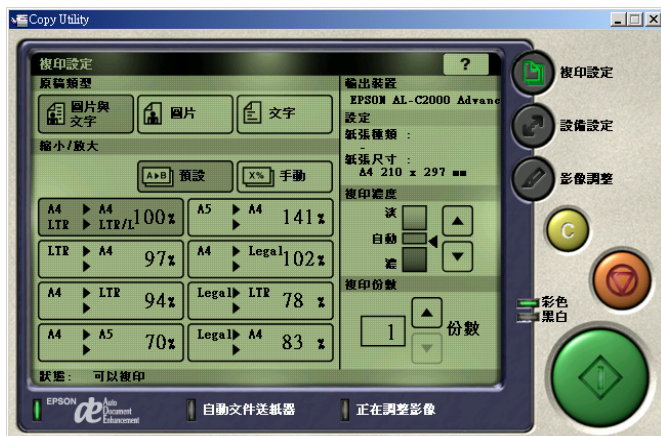 Copy Utility
複印設定
?
原稿類型
圖片與
文字
圖片
文字
縮小/放大
A▶B 預設
X% 手動
A4 ▶ A4
LTR ▶ LTR/L 100%
A5 ▶ A4 141%
LTR ▶ A4 97%
A4 ▶ Legal 102%
A4 ▶ LTR 94%
Legal ▶ LTR 78 %
A4 ▶ A5 70%
Legal ▶ A4 83 %
狀態: 可以複印
輸出裝置
EPSON AL-C2000 Advanc
設定
紙張種類 :
-
紙張尺寸 :
A4 210 x 297 mm
複印濃度
淡
自動
濃
複印份數
1 份數
複印設定
設備設定
影像調整
C
彩色
黑白
EPSON
Auto
Document
Enhancement
自動文件送紙器
正在調整影像